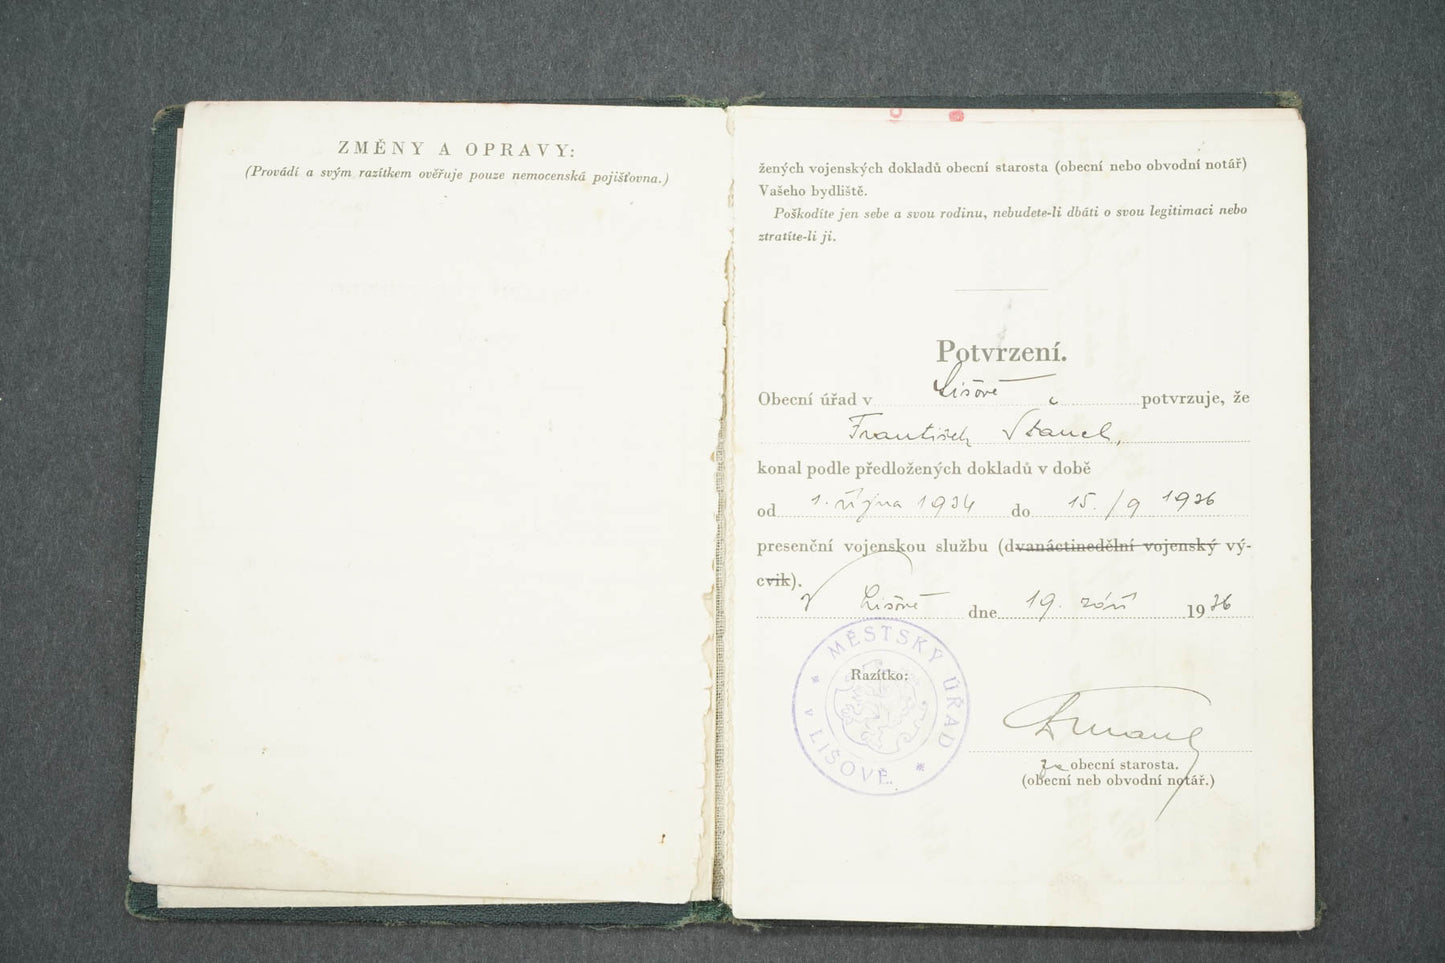 ZMĚNY A OPRAVY:
(Provádí a svým razítkem ověřuje pouze nemocenská pojišťovna.)
žených vojenských dokladů obecní starosta (obecní nebo obvodní notář)
Vašeho bydliště.
Poškodíte jen sebe a svou rodinu, nebudete-li dbáti o svou legitimaci nebo
ztratíte-li ji.
Potvrzení.
Obecní úřad v Lišově potvrzuje, že
František
konal podle předložených dokladů v době
od 1. října 1934 do 15./9 1936
presenční vojenskou službu (dvanáctinedělní vojenský vý-
cvik).
V Lišově dne 19. září 1936
MĚSTSKÝ ÚŘAD
V LIŠOVĚ
Razítko:
za obecní starosta.
(obecní neb obvodní notář.)